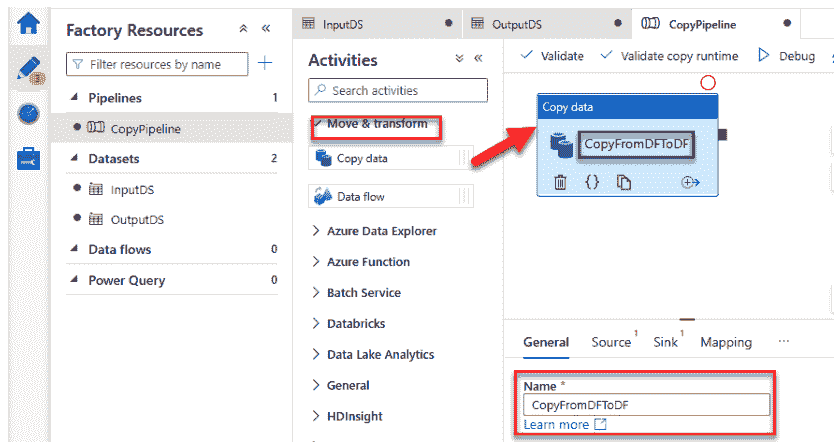 InputDS
OutputDS
CopyPipeline
Factory Resources
Filter resources by name
Pipelines 1
CopyPipeline
Datasets 2
InputDS
OutputDS
Data flows 0
Power Query 0
Activities
Search activities
Move & transform
Copy data
Data flow
Azure Data Explorer
Azure Function
Batch Service
Databricks
Data Lake Analytics
General
HDInsight
Validate Validate copy runtime Debug
Copy data
CopyFromDFToDF
{}
General Source 1 Sink 1 Mapping ...
Name *
CopyFromDFToDF
Learn more